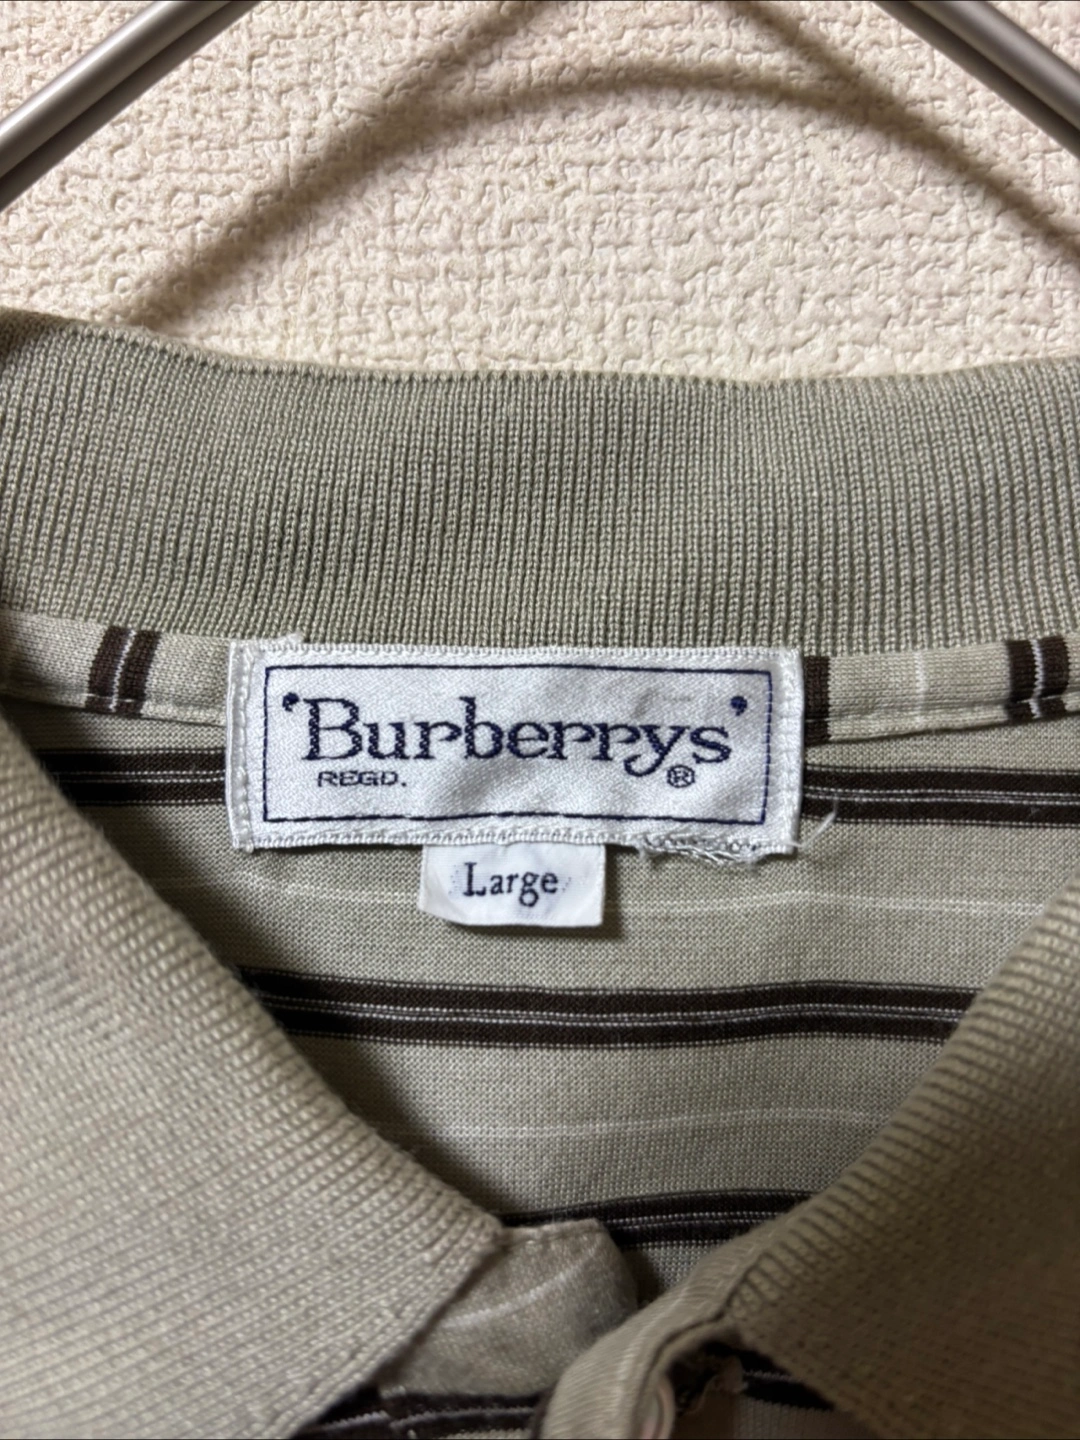 'Burberrys'
REGD. ®
Large